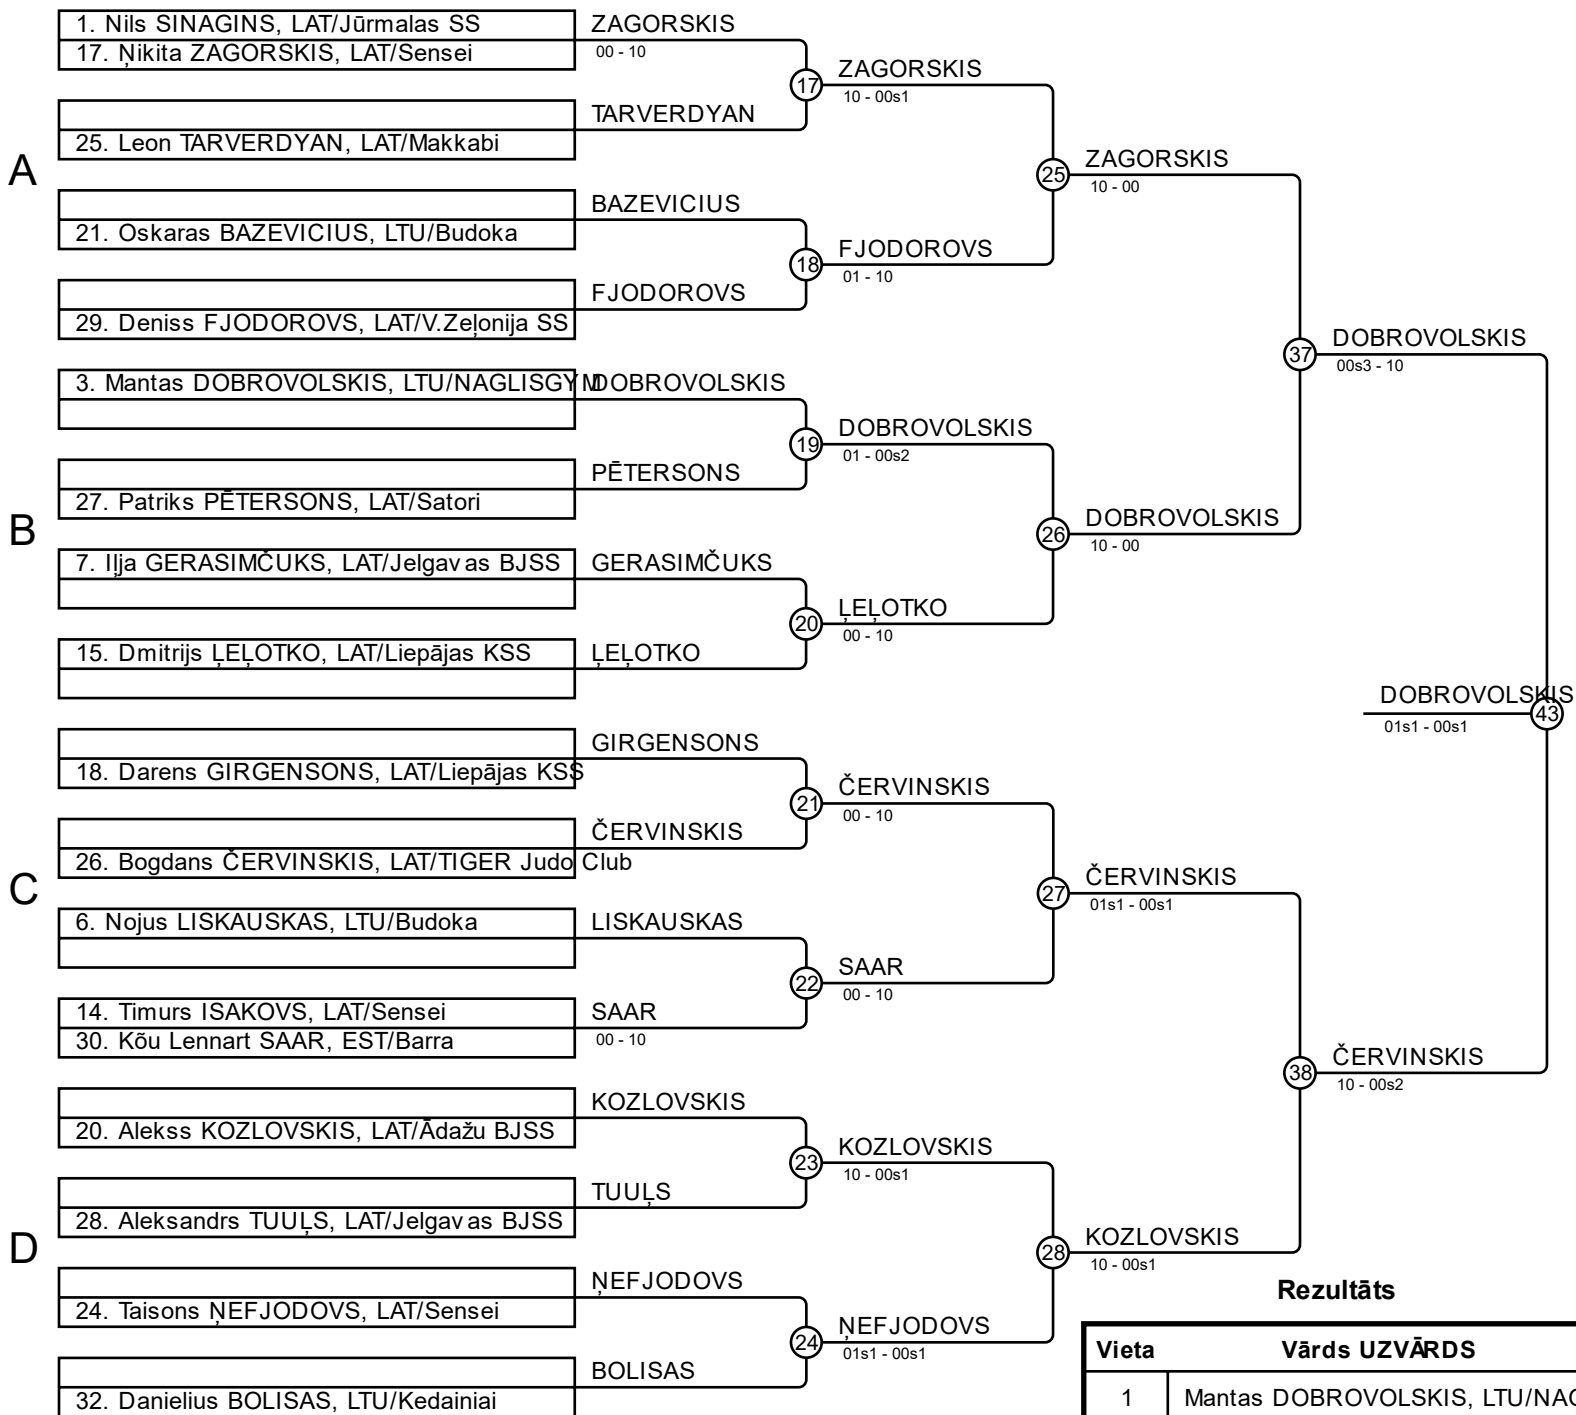 1. Nils SINAGINS, LAT/Jūrmalas SS
17. Ņikita ZAGORSKIS, LAT/Sensei
ZAGORSKIS
00 - 10
25. Leon TARVERDYAN, LAT/Makkabi
TARVERDYAN
17
ZAGORSKIS
10 - 00s1
A
21. Oskaras BAZEVICIUS, LTU/Budoka
BAZEVICIUS
29. Deniss FJODOROVS, LAT/V.Zeļonija SS
FJODOROVS
18
FJODOROVS
01 - 10
25
ZAGORSKIS
10 - 00
3. Mantas DOBROVOLSKIS, LTU/NAGLISGYM
DOBROVOLSKIS
27. Patriks PĒTERSONS, LAT/Satori
PĒTERSONS
19
DOBROVOLSKIS
01 - 00s2
B
7. Iļja GERASIMČUKS, LAT/Jelgavas BJSS
GERASIMČUKS
15. Dmitrijs ĻEĻOTKO, LAT/Liepājas KSS
ĻEĻOTKO
20
ĻEĻOTKO
00 - 10
26
DOBROVOLSKIS
10 - 00
37
DOBROVOLSKIS
00s3 - 10
18. Darens GIRGENSONS, LAT/Liepājas KSS
GIRGENSONS
26. Bogdans ČERVINSKIS, LAT/TIGER Judo Club
ČERVINSKIS
21
ČERVINSKIS
00 - 10
C
6. Nojus LISKAUSKAS, LTU/Budoka
LISKAUSKAS
14. Timurs ISAKOVS, LAT/Sensei
30. Kõu Lennart SAAR, EST/Barra
SAAR
00 - 10
22
SAAR
00 - 10
27
ČERVINSKIS
01s1 - 00s1
20. Alekss KOZLOVSKIS, LAT/Ādažu BJSS
KOZLOVSKIS
28. Aleksandrs TUUĻS, LAT/Jelgavas BJSS
TUUĻS
23
KOZLOVSKIS
10 - 00s1
D
24. Taisons ŅEFJODOVS, LAT/Sensei
ŅEFJODOVS
32. Danielius BOLISAS, LTU/Kedainiai
BOLISAS
24
ŅEFJODOVS
01s1 - 00s1
28
KOZLOVSKIS
10 - 00s1
38
ČERVINSKIS
10 - 00s2
DOBROVOLSKIS
43
01s1 - 00s1
Rezultāts
Vieta Vārds UZVĀRDS
1 Mantas DOBROVOLSKIS, LTU/NAG